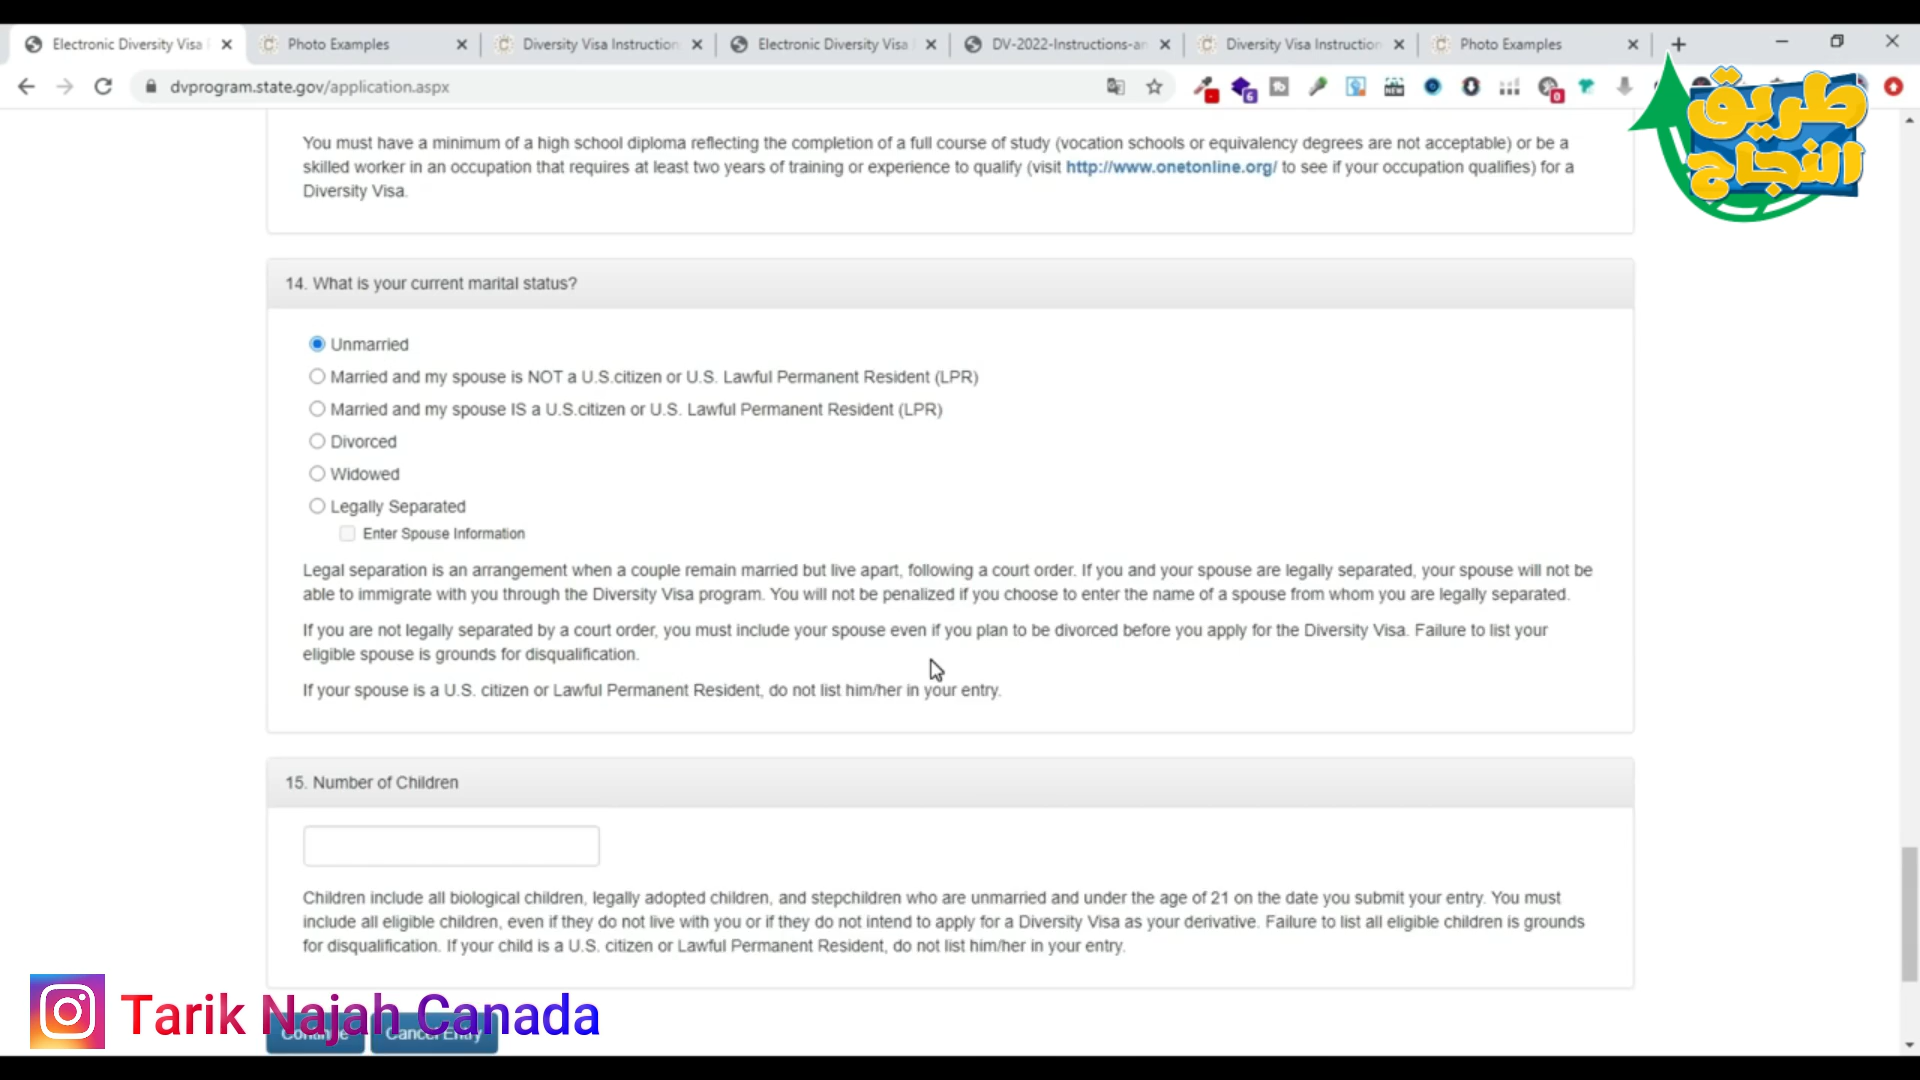 Electronic Diversity Visa
Photo Examples
Diversity Visa Instruction
Electronic Diversity Visa
DV-2022-Instructions-an
Diversity Visa Instruction
Photo Examples
dvprogram.state.gov/application.aspx
طريق
النجاح
You must have a minimum of a high school diploma reflecting the completion of a full course of study (vocation schools or equivalency degrees are not acceptable) or be a
skilled worker in an occupation that requires at least two years of training or experience to qualify (visit http://www.onetonline.org/ to see if your occupation qualifies) for a
Diversity Visa.
14. What is your current marital status?
Unmarried
Married and my spouse is NOT a U.S.citizen or U.S. Lawful Permanent Resident (LPR)
Married and my spouse IS a U.S.citizen or U.S. Lawful Permanent Resident (LPR)
Divorced
Widowed
Legally Separated
Enter Spouse Information
Legal separation is an arrangement when a couple remain married but live apart, following a court order. If you and your spouse are legally separated, your spouse will not be
able to immigrate with you through the Diversity Visa program. You will not be penalized if you choose to enter the name of a spouse from whom you are legally separated.
If you are not legally separated by a court order, you must include your spouse even if you plan to be divorced before you apply for the Diversity Visa. Failure to list your
eligible spouse is grounds for disqualification.
If your spouse is a U.S. citizen or Lawful Permanent Resident, do not list him/her in your entry.
15. Number of Children
Children include all biological children, legally adopted children, and stepchildren who are unmarried and under the age of 21 on the date you submit your entry. You must
include all eligible children, even if they do not live with you or if they do not intend to apply for a Diversity Visa as your derivative. Failure to list all eligible children is grounds
for disqualification. If your child is a U.S. citizen or Lawful Permanent Resident, do not list him/her in your entry.
Tarik Najah Canada
Continue
Cancel Entry